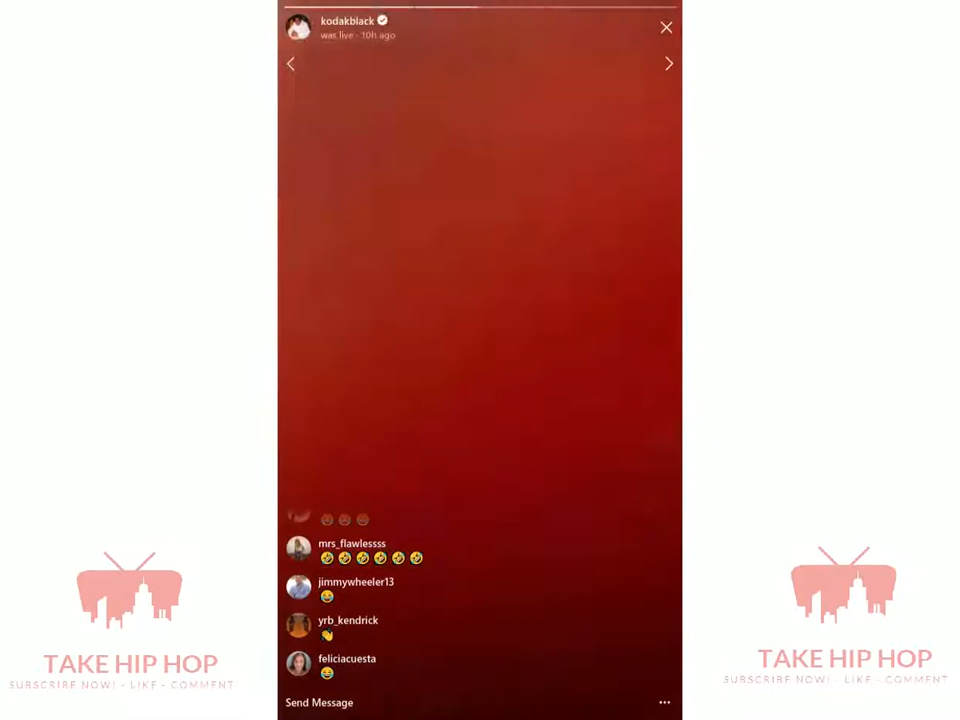 kodakblack
was live · 10h ago
mrs_flawlessss
jimmywheeler13
yrb_kendrick
feliciacuesta
Send Message
TAKE HIP HOP
SUBSCRIBE NOW! - LIKE - COMMENT
TAKE HIP HOP
SUBSCRIBE NOW! - LIKE - COMMENT